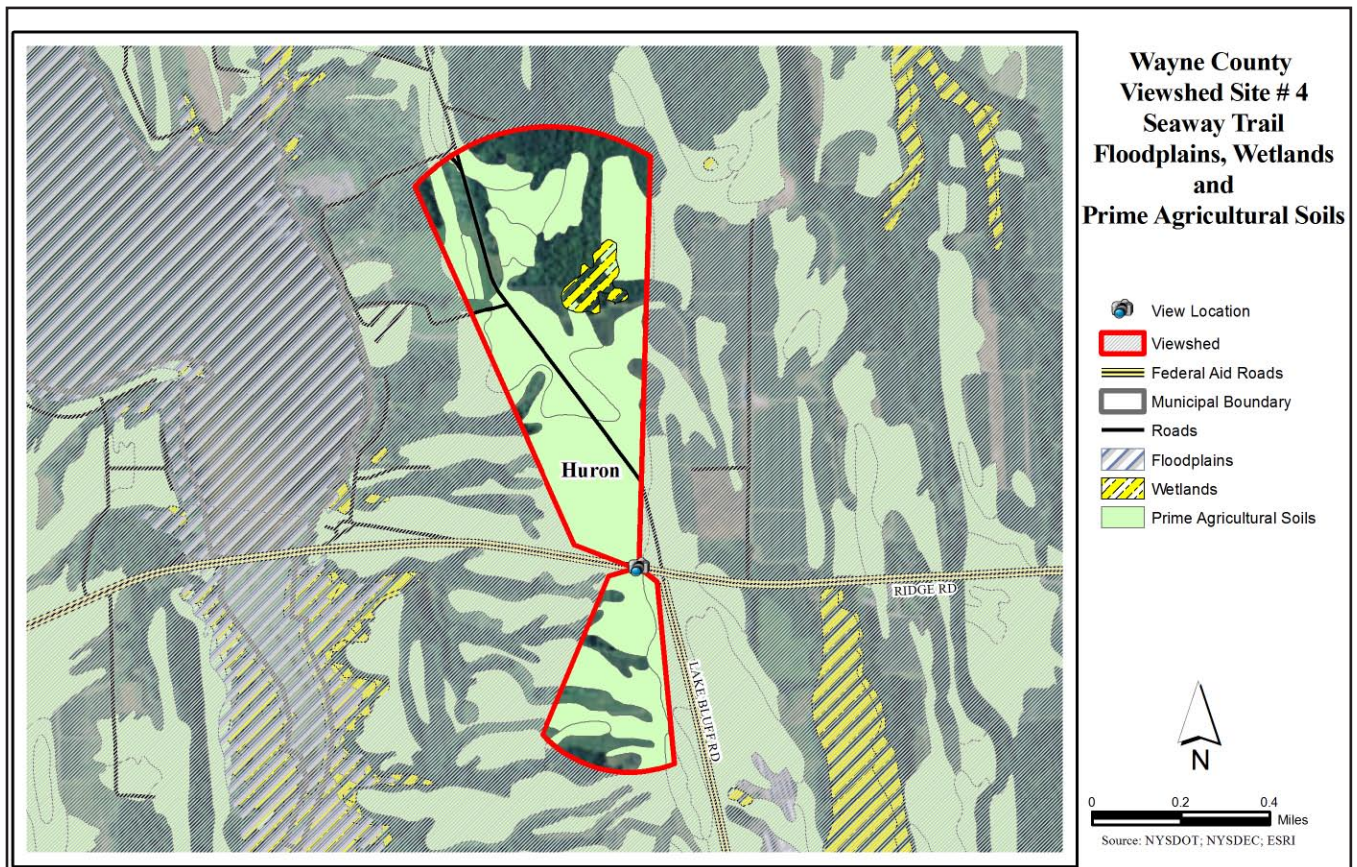 Wayne County
Viewshed Site # 4
Seaway Trail
Floodplains, Wetlands
and
Prime Agricultural Soils
View Location
Viewshed
Federal Aid Roads
Municipal Boundary
Roads
Floodplains
Wetlands
Prime Agricultural Soils
Huron
RIDGE RD
LAKE BLUFF RD
N
0 0.2 0.4
Miles
Source: NYSDOT; NYSDEC; ESRI